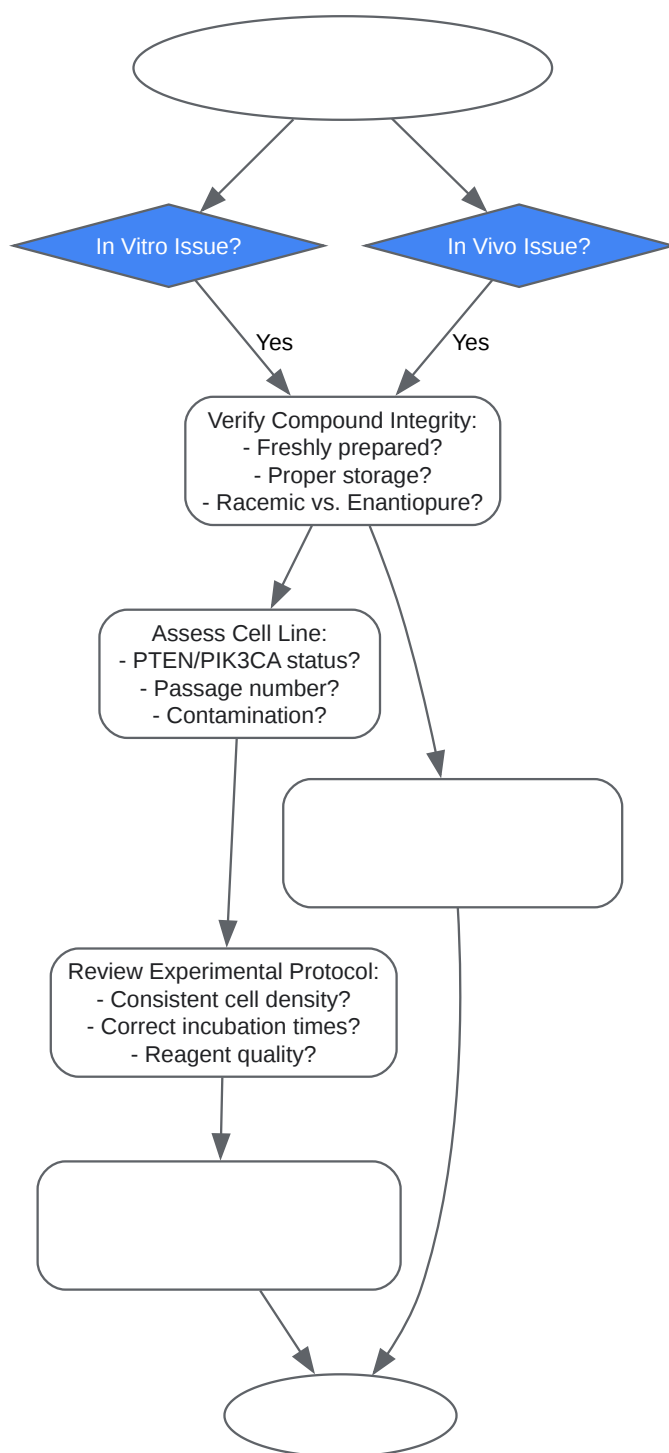 In Vitro Issue?
In Vivo Issue?
Yes
Yes
Verify Compound Integrity:
- Freshly prepared?
- Proper storage?
- Racemic vs. Enantiopure?
Assess Cell Line:
- PTEN/PIK3CA status?
- Passage number?
- Contamination?
Review Experimental Protocol:
- Consistent cell density?
- Correct incubation times?
- Reagent quality?